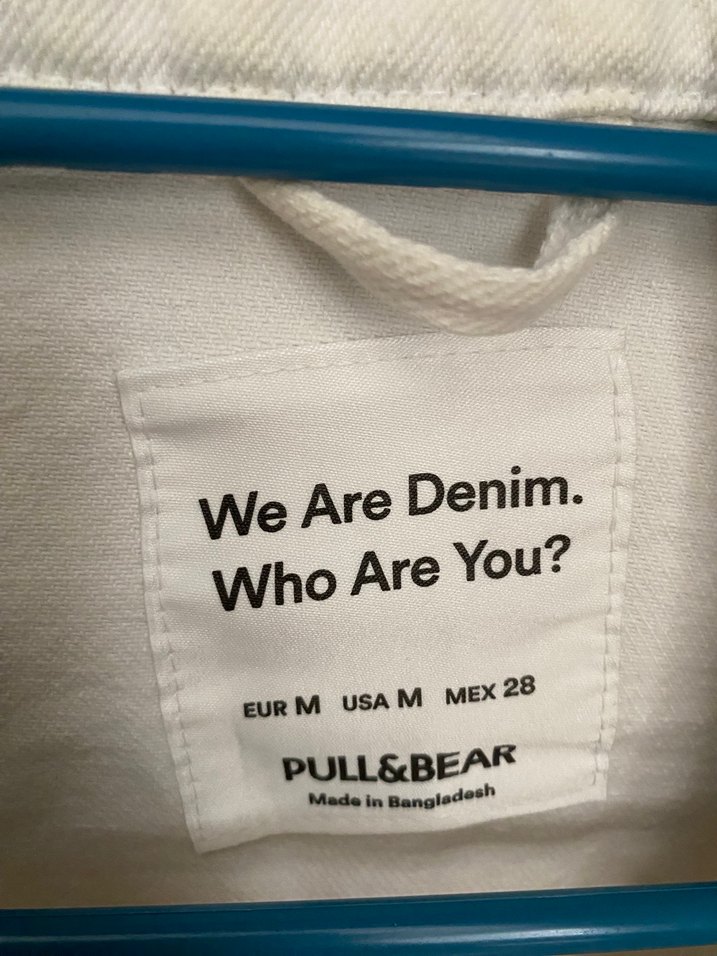 We Are Denim.
Who Are You?
EUR M USA M MEX 28
PULL&BEAR
Made in Bangladesh